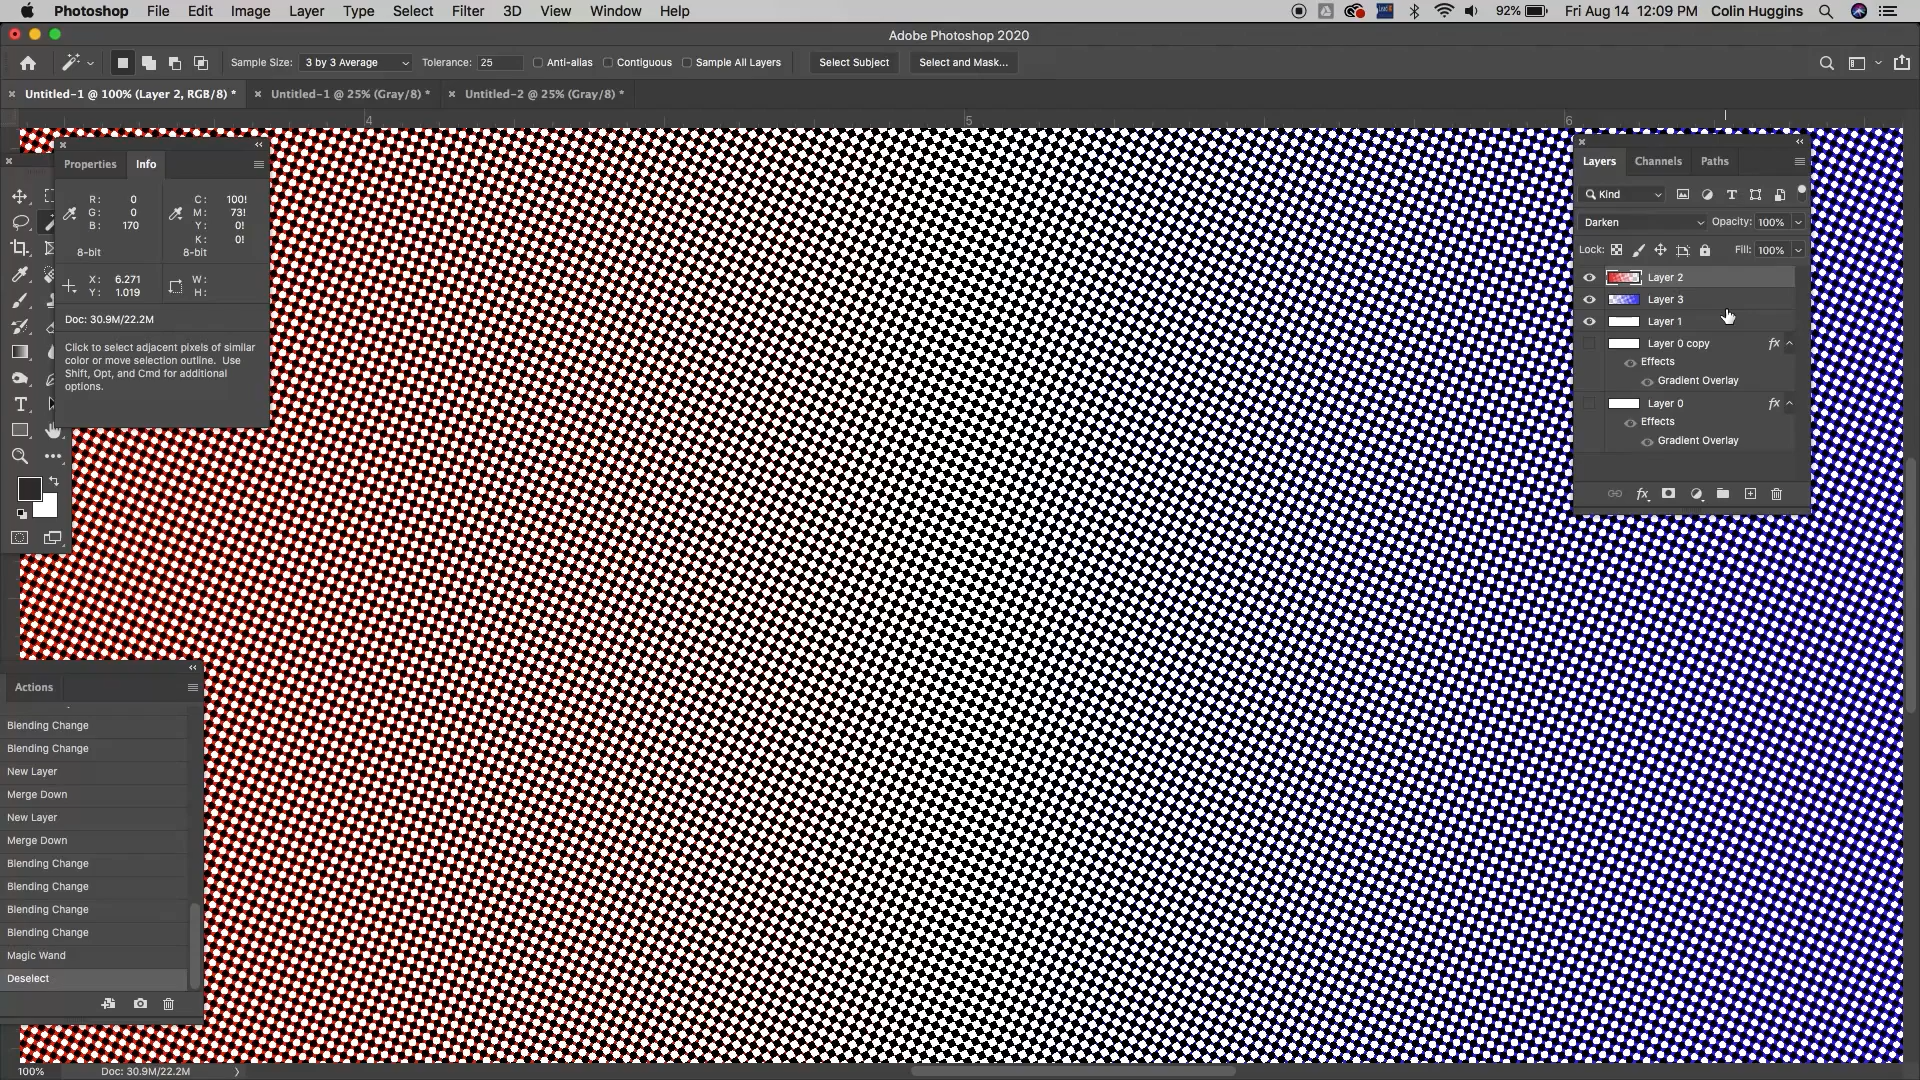 Photoshop File Edit Image Layer Type Select Filter 3D View Window Help 92% Fri Aug 14 12:09 PM Colin Huggins
Adobe Photoshop 2020
Sample Size: 3 by 3 Average Tolerance: 25 Anti-alias Contiguous Sample All Layers Select Subject Select and Mask...
Untitled-1 @ 100% (Layer 2, RGB/8) * Untitled-1 @ 25% (Gray/8) * Untitled-2 @ 25% (Gray/8) *
4 5 6
Properties Info
R: 0 C: 100!
G: 0 M: 73!
B: 170 Y: 0!
K: 0!
8-bit 8-bit
X: 6.271 W:
Y: 1.019 H:
Doc: 30.9M/22.2M
Click to select adjacent pixels of similar
color or move selection outline. Use
Shift, Opt, and Cmd for additional
options.
Layers Channels Paths
Kind
Darken Opacity: 100%
Lock: Fill: 100%
Layer 2
Layer 3
Layer 1
Layer 0 copy fx
Effects
Gradient Overlay
Layer 0 fx
Effects
Gradient Overlay
fx
Actions
Blending Change
Blending Change
New Layer
Merge Down
New Layer
Merge Down
Blending Change
Blending Change
Blending Change
Blending Change
Magic Wand
Deselect
100% Doc: 30.9M/22.2M